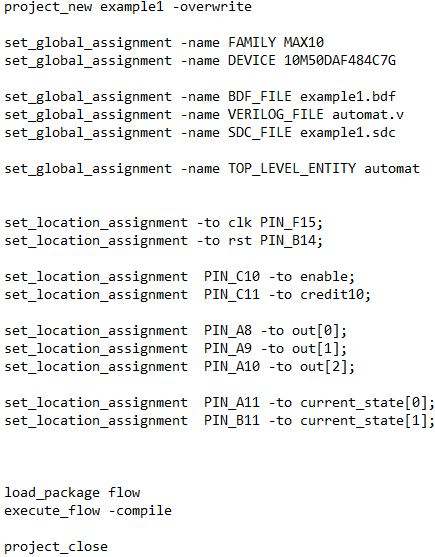 project_new example1 -overwrite
set_global_assignment -name FAMILY MAX10
set_global_assignment -name DEVICE 10M50DAF484C7G
set_global_assignment -name BDF_FILE example1.bdf
set_global_assignment -name VERILOG_FILE automat.v
set_global_assignment -name SDC_FILE example1.sdc
set_global_assignment -name TOP_LEVEL_ENTITY automat
set_location_assignment -to clk PIN_F15;
set_location_assignment -to rst PIN_B14;
set_location_assignment  PIN_C10 -to enable;
set_location_assignment  PIN_C11 -to credit10;
set_location_assignment  PIN_A8 -to out[0];
set_location_assignment  PIN_A9 -to out[1];
set_location_assignment  PIN_A10 -to out[2];
set_location_assignment  PIN_A11 -to current_state[0];
set_location_assignment  PIN_B11 -to current_state[1];
load_package flow
execute_flow -compile
project_close